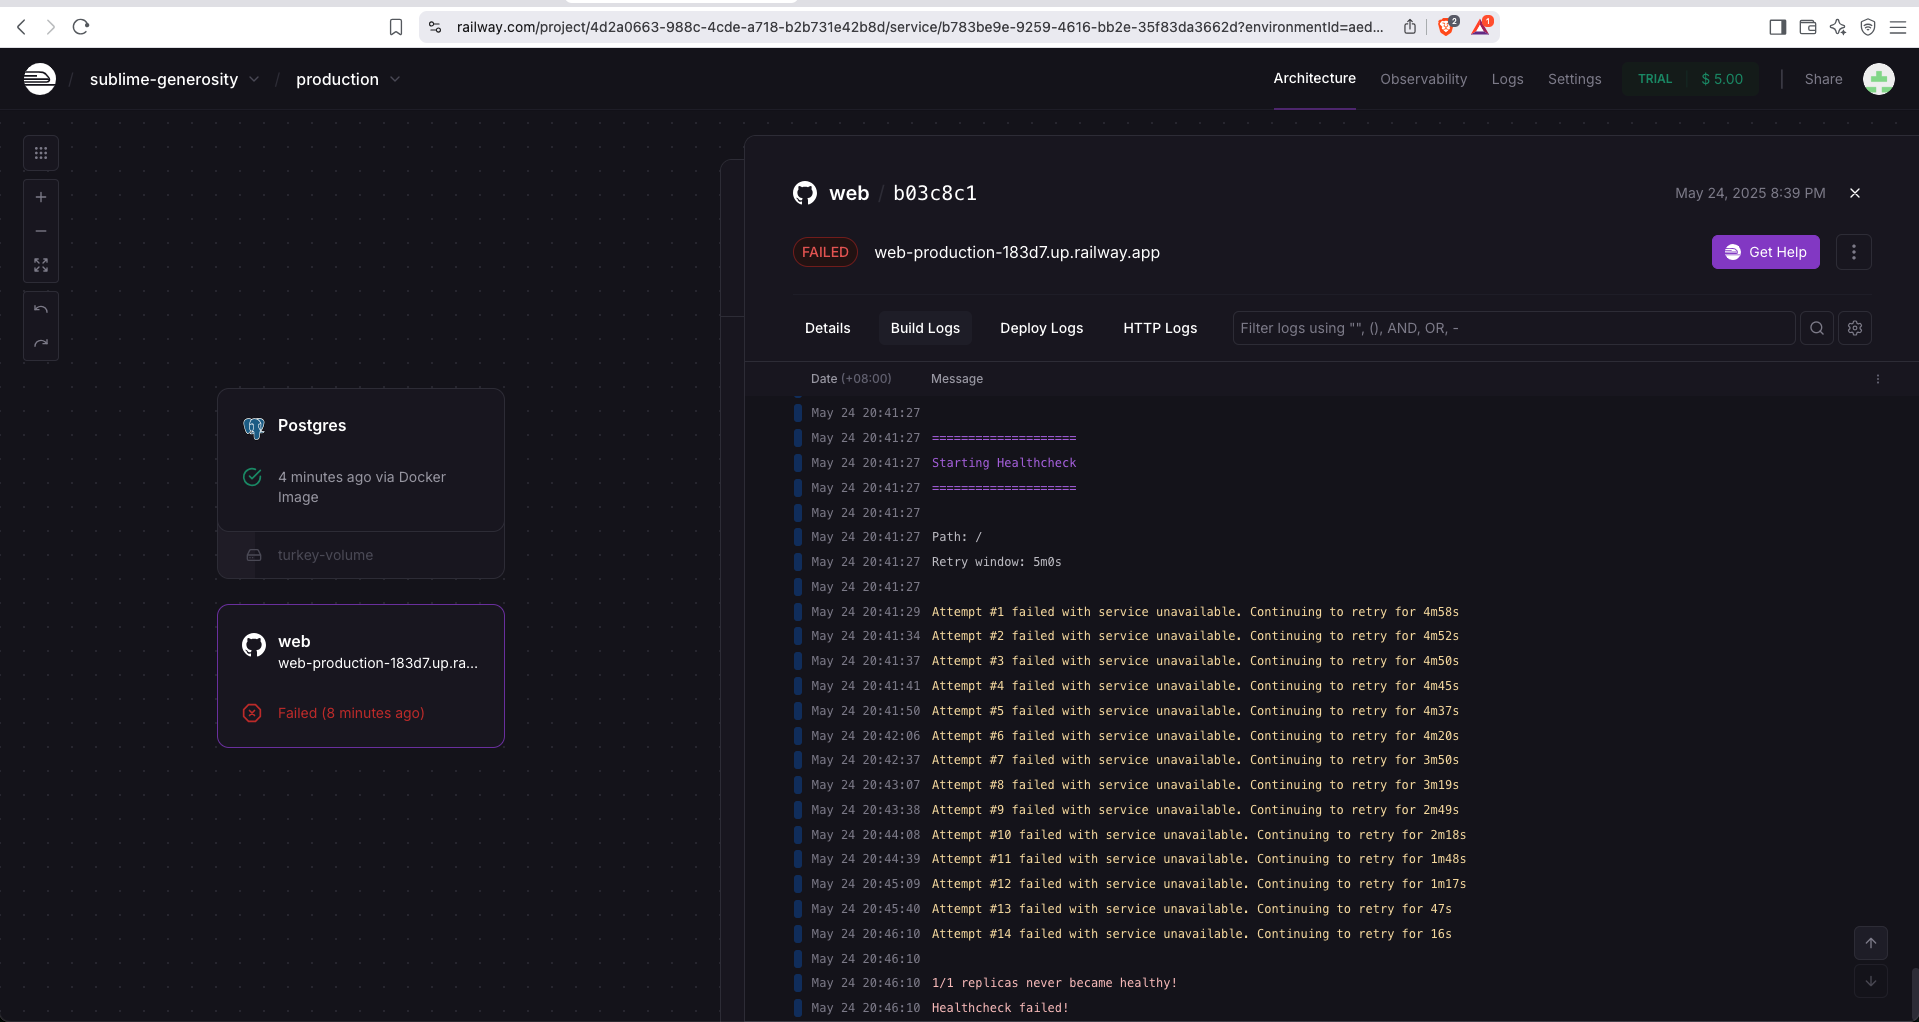 railway.com/project/4d2a0663-988c-4cde-a718-b2b731e42b8d/service/b783be9e-9259-4616-bb2e-35f83da3662d?environmentId=aed...
2
1
/ sublime-generosity / production
Architecture Observability Logs Settings TRIAL $ 5.00 Share
web / b03c8c1
May 24, 2025 8:39 PM
FAILED web-production-183d7.up.railway.app
Get Help
Details Build Logs Deploy Logs HTTP Logs
Filter logs using "", (), AND, OR, -
Date (+08:00) Message
May 24 20:41:27
May 24 20:41:27 ====================
May 24 20:41:27 Starting Healthcheck
May 24 20:41:27 ====================
May 24 20:41:27
May 24 20:41:27 Path: /
May 24 20:41:27 Retry window: 5m0s
May 24 20:41:27
May 24 20:41:29 Attempt #1 failed with service unavailable. Continuing to retry for 4m58s
May 24 20:41:34 Attempt #2 failed with service unavailable. Continuing to retry for 4m52s
May 24 20:41:37 Attempt #3 failed with service unavailable. Continuing to retry for 4m50s
May 24 20:41:41 Attempt #4 failed with service unavailable. Continuing to retry for 4m45s
May 24 20:41:50 Attempt #5 failed with service unavailable. Continuing to retry for 4m37s
May 24 20:42:06 Attempt #6 failed with service unavailable. Continuing to retry for 4m20s
May 24 20:42:37 Attempt #7 failed with service unavailable. Continuing to retry for 3m50s
May 24 20:43:07 Attempt #8 failed with service unavailable. Continuing to retry for 3m19s
May 24 20:43:38 Attempt #9 failed with service unavailable. Continuing to retry for 2m49s
May 24 20:44:08 Attempt #10 failed with service unavailable. Continuing to retry for 2m18s
May 24 20:44:39 Attempt #11 failed with service unavailable. Continuing to retry for 1m48s
May 24 20:45:09 Attempt #12 failed with service unavailable. Continuing to retry for 1m17s
May 24 20:45:40 Attempt #13 failed with service unavailable. Continuing to retry for 47s
May 24 20:46:10 Attempt #14 failed with service unavailable. Continuing to retry for 16s
May 24 20:46:10
May 24 20:46:10 1/1 replicas never became healthy!
May 24 20:46:10 Healthcheck failed!
Postgres
4 minutes ago via Docker
Image
turkey-volume
web
web-production-183d7.up.ra...
Failed (8 minutes ago)